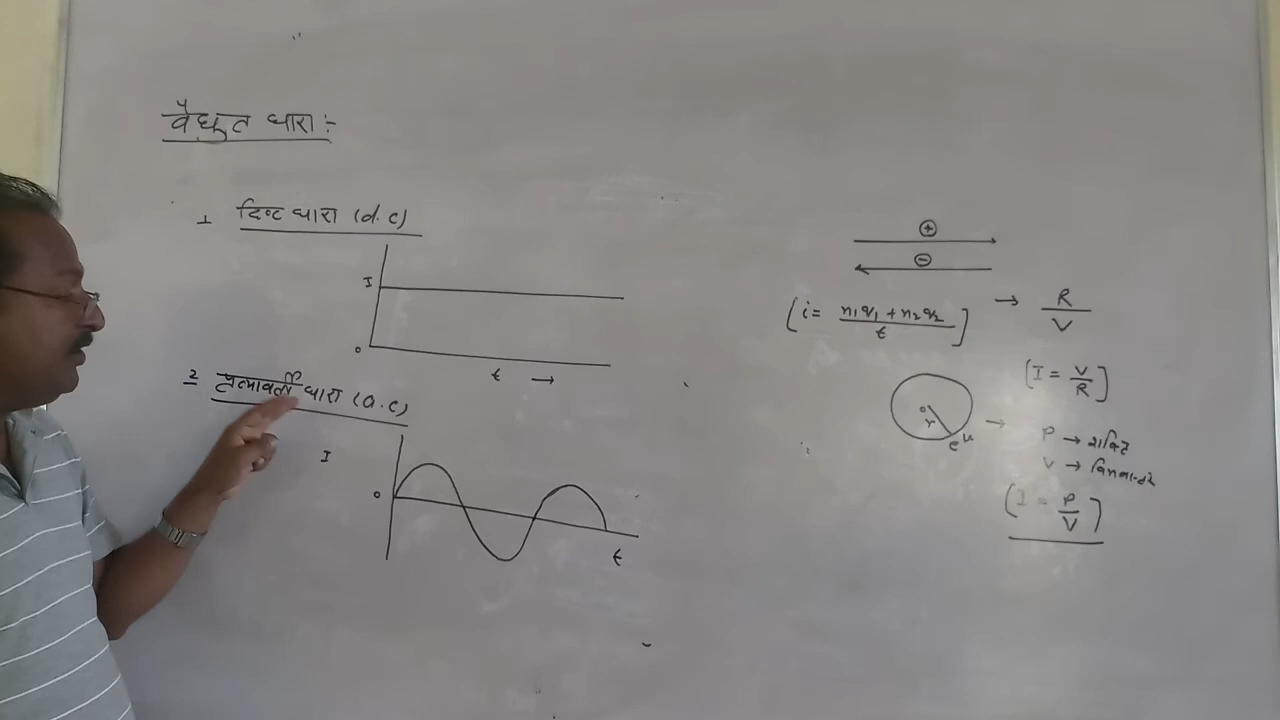 वैद्युत धारा :-
1 दिष्ट धारा (d.c)
I
0
t →
2 प्रत्यावर्ती धारा (a.c)
I
0
t
⊕
⊖
[i = n₁q₁ + n₂q₂ / t] → R / V
[I = V / R]
r
e⁻ →
P → शक्ति
V → विभवान्तर
[I = P / V]